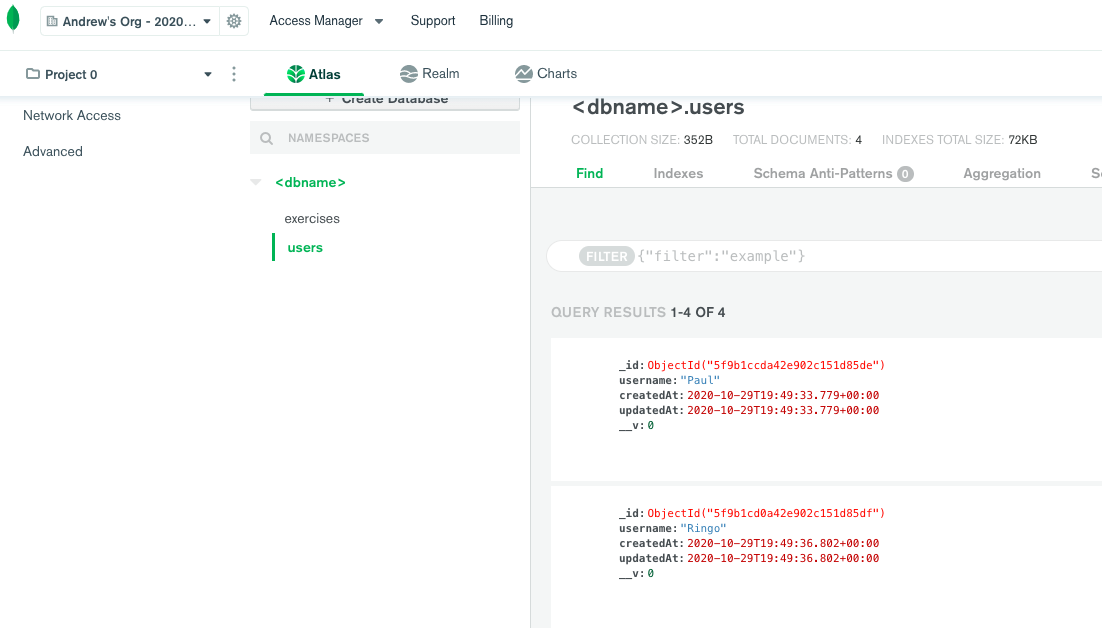 Andrew's Org - 2020...
Access Manager
Support
Billing
Project 0
Atlas
Realm
Charts
Network Access
Advanced
+ Create Database
NAMESPACES
<dbname>
exercises
users
<dbname>.users
COLLECTION SIZE: 352B TOTAL DOCUMENTS: 4 INDEXES TOTAL SIZE: 72KB
Find Indexes Schema Anti-Patterns 0 Aggregation
FILTER {"filter":"example"}
QUERY RESULTS 1-4 OF 4
_id: ObjectId("5f9b1ccda42e902c151d85de")
username: "Paul"
createdAt: 2020-10-29T19:49:33.779+00:00
updatedAt: 2020-10-29T19:49:33.779+00:00
__v: 0
_id: ObjectId("5f9b1cd0a42e902c151d85df")
username: "Ringo"
createdAt: 2020-10-29T19:49:36.802+00:00
updatedAt: 2020-10-29T19:49:36.802+00:00
__v: 0